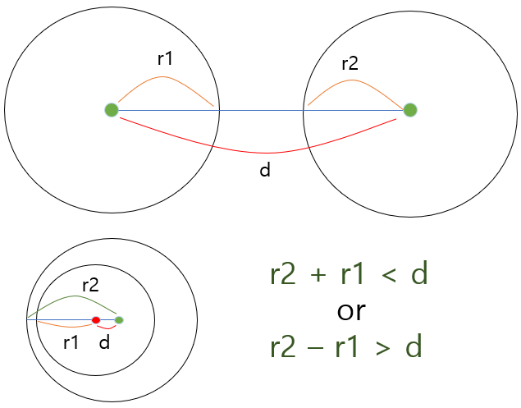 r1
r2
d
r2
r1
d
r2 + r1 < d
or
r2 – r1 > d